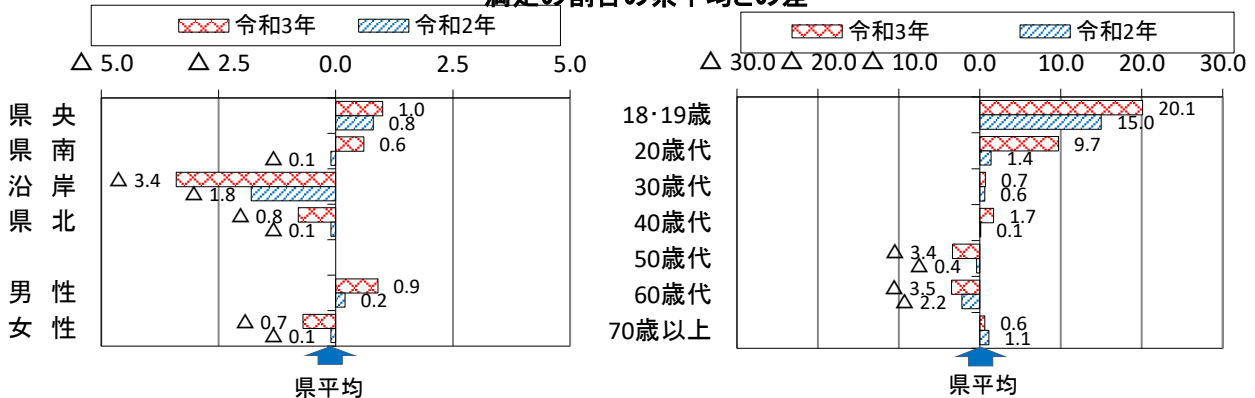 満足の割合の県平均との差
令和3年 令和2年
△ 5.0 △ 2.5 0.0 2.5 5.0
県 央 1.0
0.8
県 南 0.6
△ 0.1
沿 岸 △ 3.4
△ 1.8
県 北 △ 0.8
△ 0.1
男 性 0.9
0.2
女 性 △ 0.7
△ 0.1
県平均
令和3年 令和2年
△ 30.0 △ 20.0 △ 10.0 0.0 10.0 20.0 30.0
18･19歳 20.1
15.0
20歳代 9.7
1.4
30歳代 0.7
0.6
40歳代 1.7
0.1
50歳代 △ 3.4
△ 0.4
60歳代 △ 3.5
△ 2.2
70歳以上 0.6
1.1
県平均